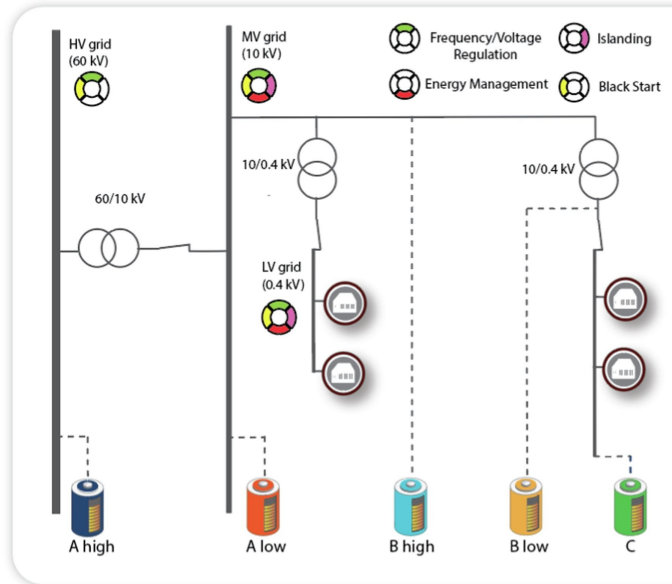 HV grid
(60 kV)
MV grid
(10 kV)
Frequency/Voltage
Regulation
Islanding
Energy Management
Black Start
10/0.4 kV
10/0.4 kV
60/10 kV
LV grid
(0.4 kV)
A high
A low
B high
B low
C